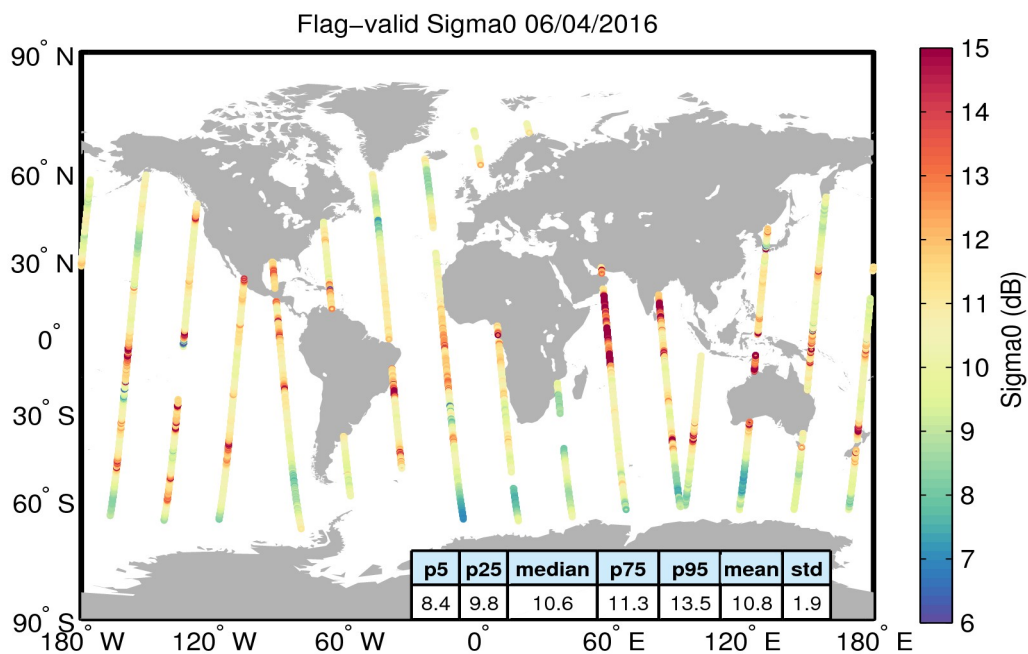 Flag−valid Sigma0 06/04/2016
90° N
60° N
30° N
0°
30° S
60° S
90° S
180° W
120° W
60° W
0°
60° E
120° E
180° E
p5 p25 median p75 p95 mean std
8.4 9.8 10.6 11.3 13.5 10.8 1.9
15
14
13
12
11
10
9
8
7
6
Sigma0 (dB)